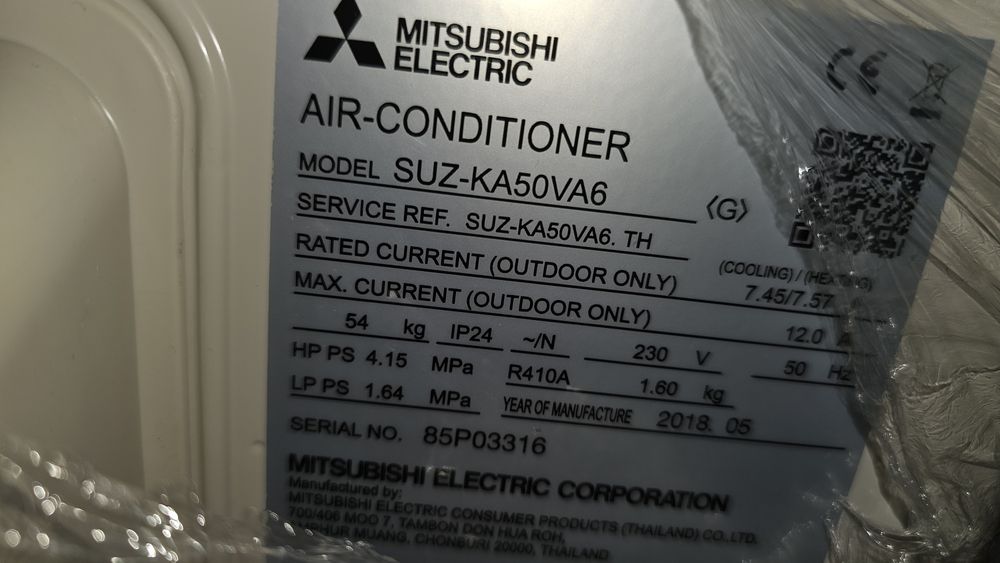 MITSUBISHI
ELECTRIC
CE
AIR-CONDITIONER
MODEL SUZ-KA50VA6
⟨G⟩
SERVICE REF. SUZ-KA50VA6. TH
(COOLING) / (HEATING)
RATED CURRENT (OUTDOOR ONLY) 7.45/7.57
MAX. CURRENT (OUTDOOR ONLY) 12.0 A
54 kg IP24 ~/N 230 V 50 Hz
HP PS 4.15 MPa R410A 1.60 kg
LP PS 1.64 MPa YEAR OF MANUFACTURE 2018. 05
SERIAL NO. 85P03316
MITSUBISHI ELECTRIC CORPORATION
Manufactured by:
MITSUBISHI ELECTRIC CONSUMER PRODUCTS (THAILAND) CO.,LTD.
700/406 MOO 7, TAMBON DON HUA ROH,
AMPHUR MUANG, CHONBURI 20000, THAILAND